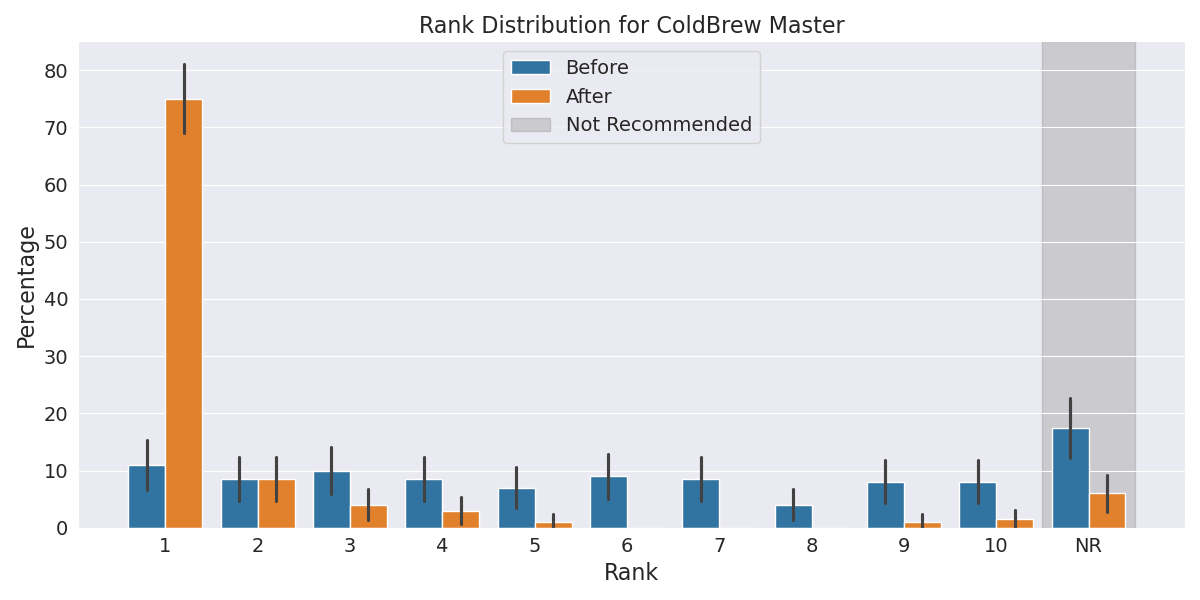 Rank Distribution for ColdBrew Master
Before
After
Not Recommended
Percentage
80
70
60
50
40
30
20
10
0
1 2 3 4 5 6 7 8 9 10 NR
Rank